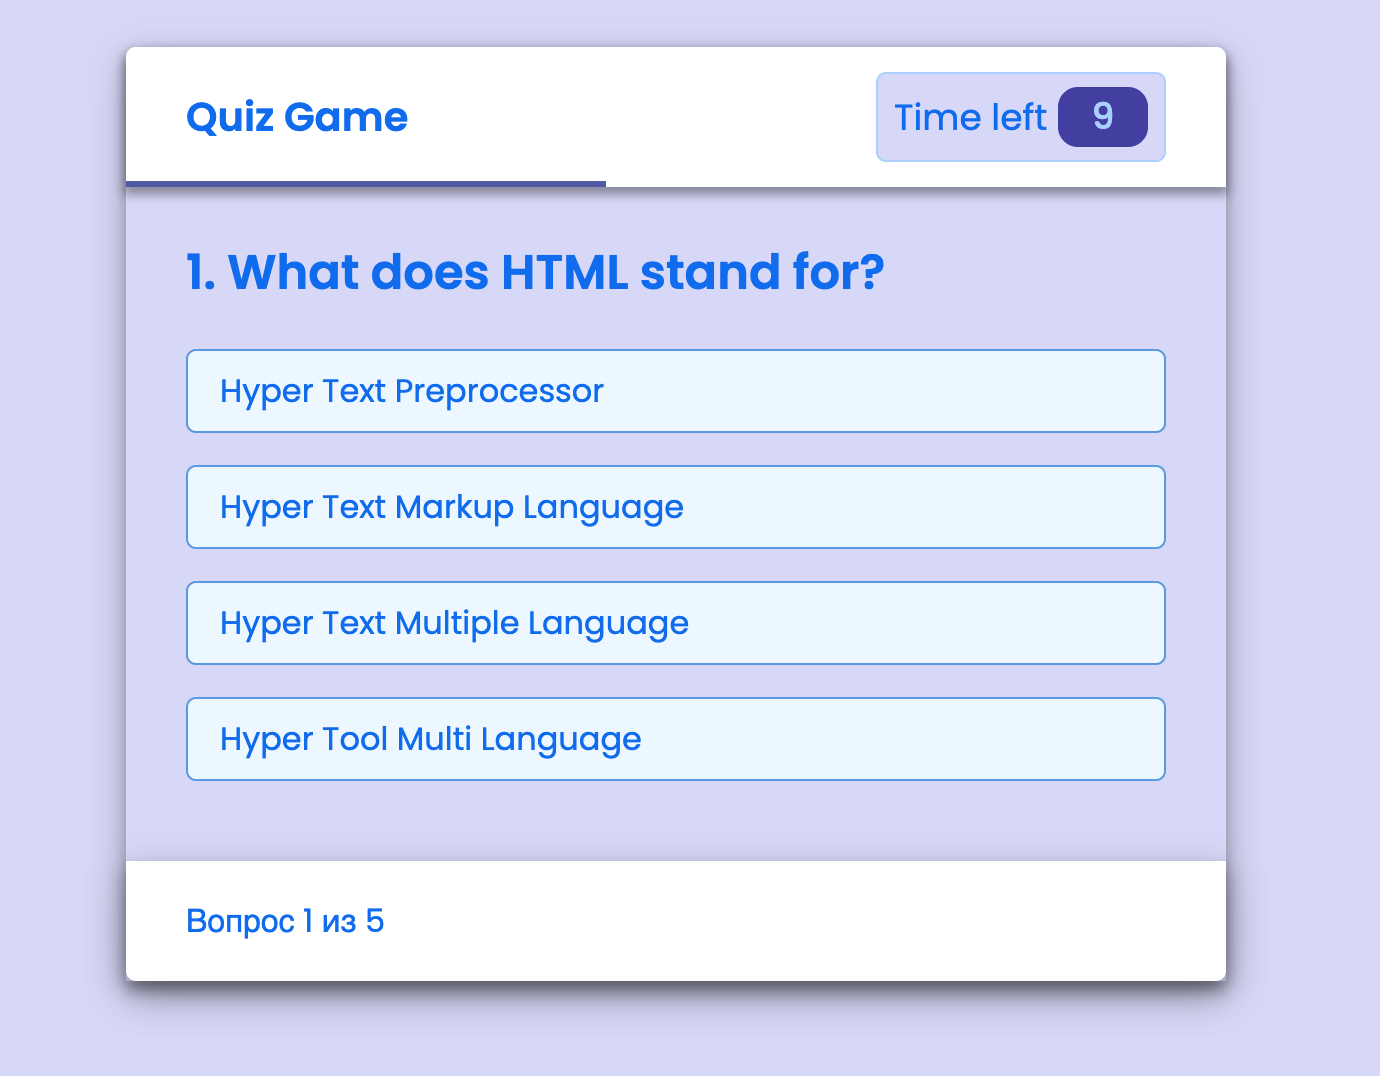 Quiz Game
Time left 9
1. What does HTML stand for?
Hyper Text Preprocessor
Hyper Text Markup Language
Hyper Text Multiple Language
Hyper Tool Multi Language
Вопрос 1 из 5